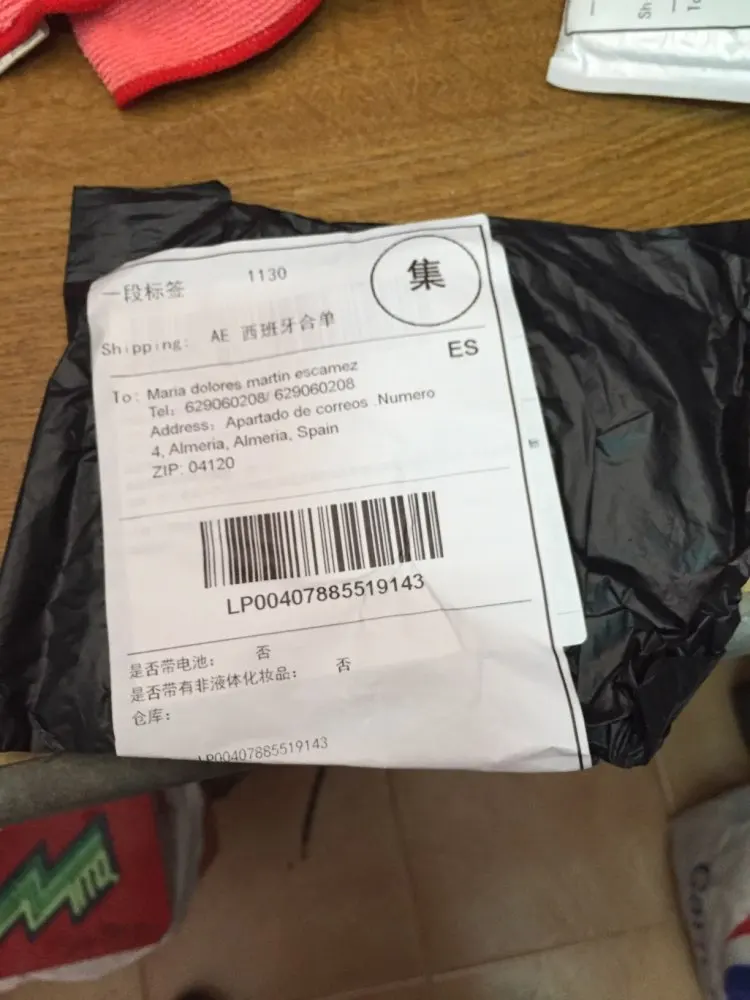 Sh
To
一段标签 1130
集
Shipping: AE 西班牙合单
ES
To: Maria dolores martin escamez
Tel: 629060208/ 629060208
Address: Apartado de correos .Numero
4, Almeria, Almeria, Spain
ZIP: 04120
LP00407885519143
是否带电池: 否
是否带有非液体化妆品: 否
仓库:
LP00407885519143